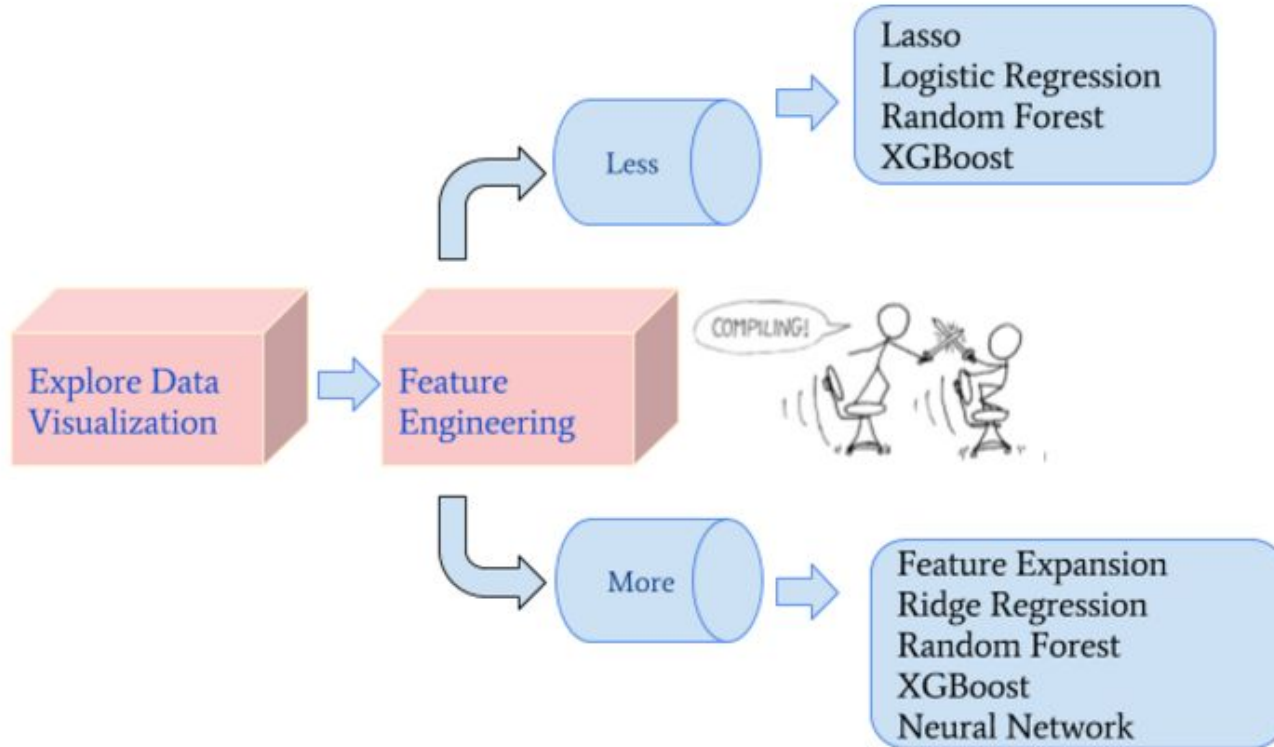 Lasso
Logistic Regression
Random Forest
XGBoost
Less
Explore Data
Visualization
Feature
Engineering
COMPILING!
More
Feature Expansion
Ridge Regression
Random Forest
XGBoost
Neural Network